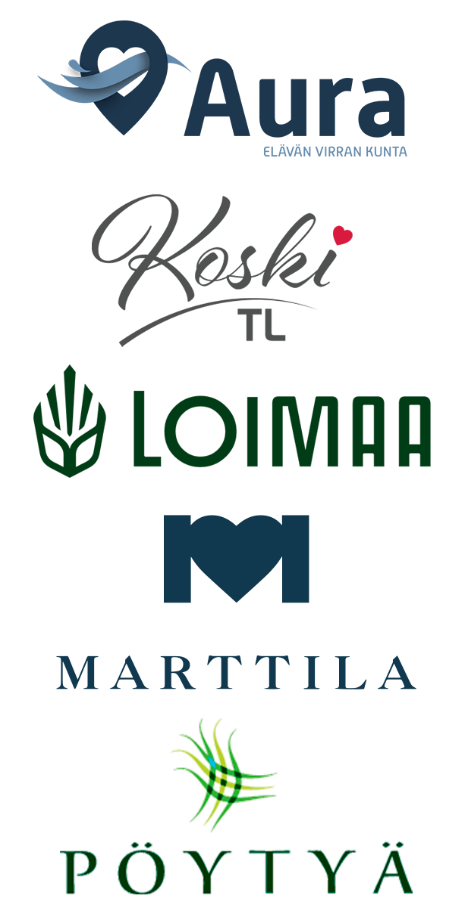 Aura
ELÄVÄN VIRRAN KUNTA
Koski
TL
LOIMAA
M
MARTTILA
PÖYTYÄ